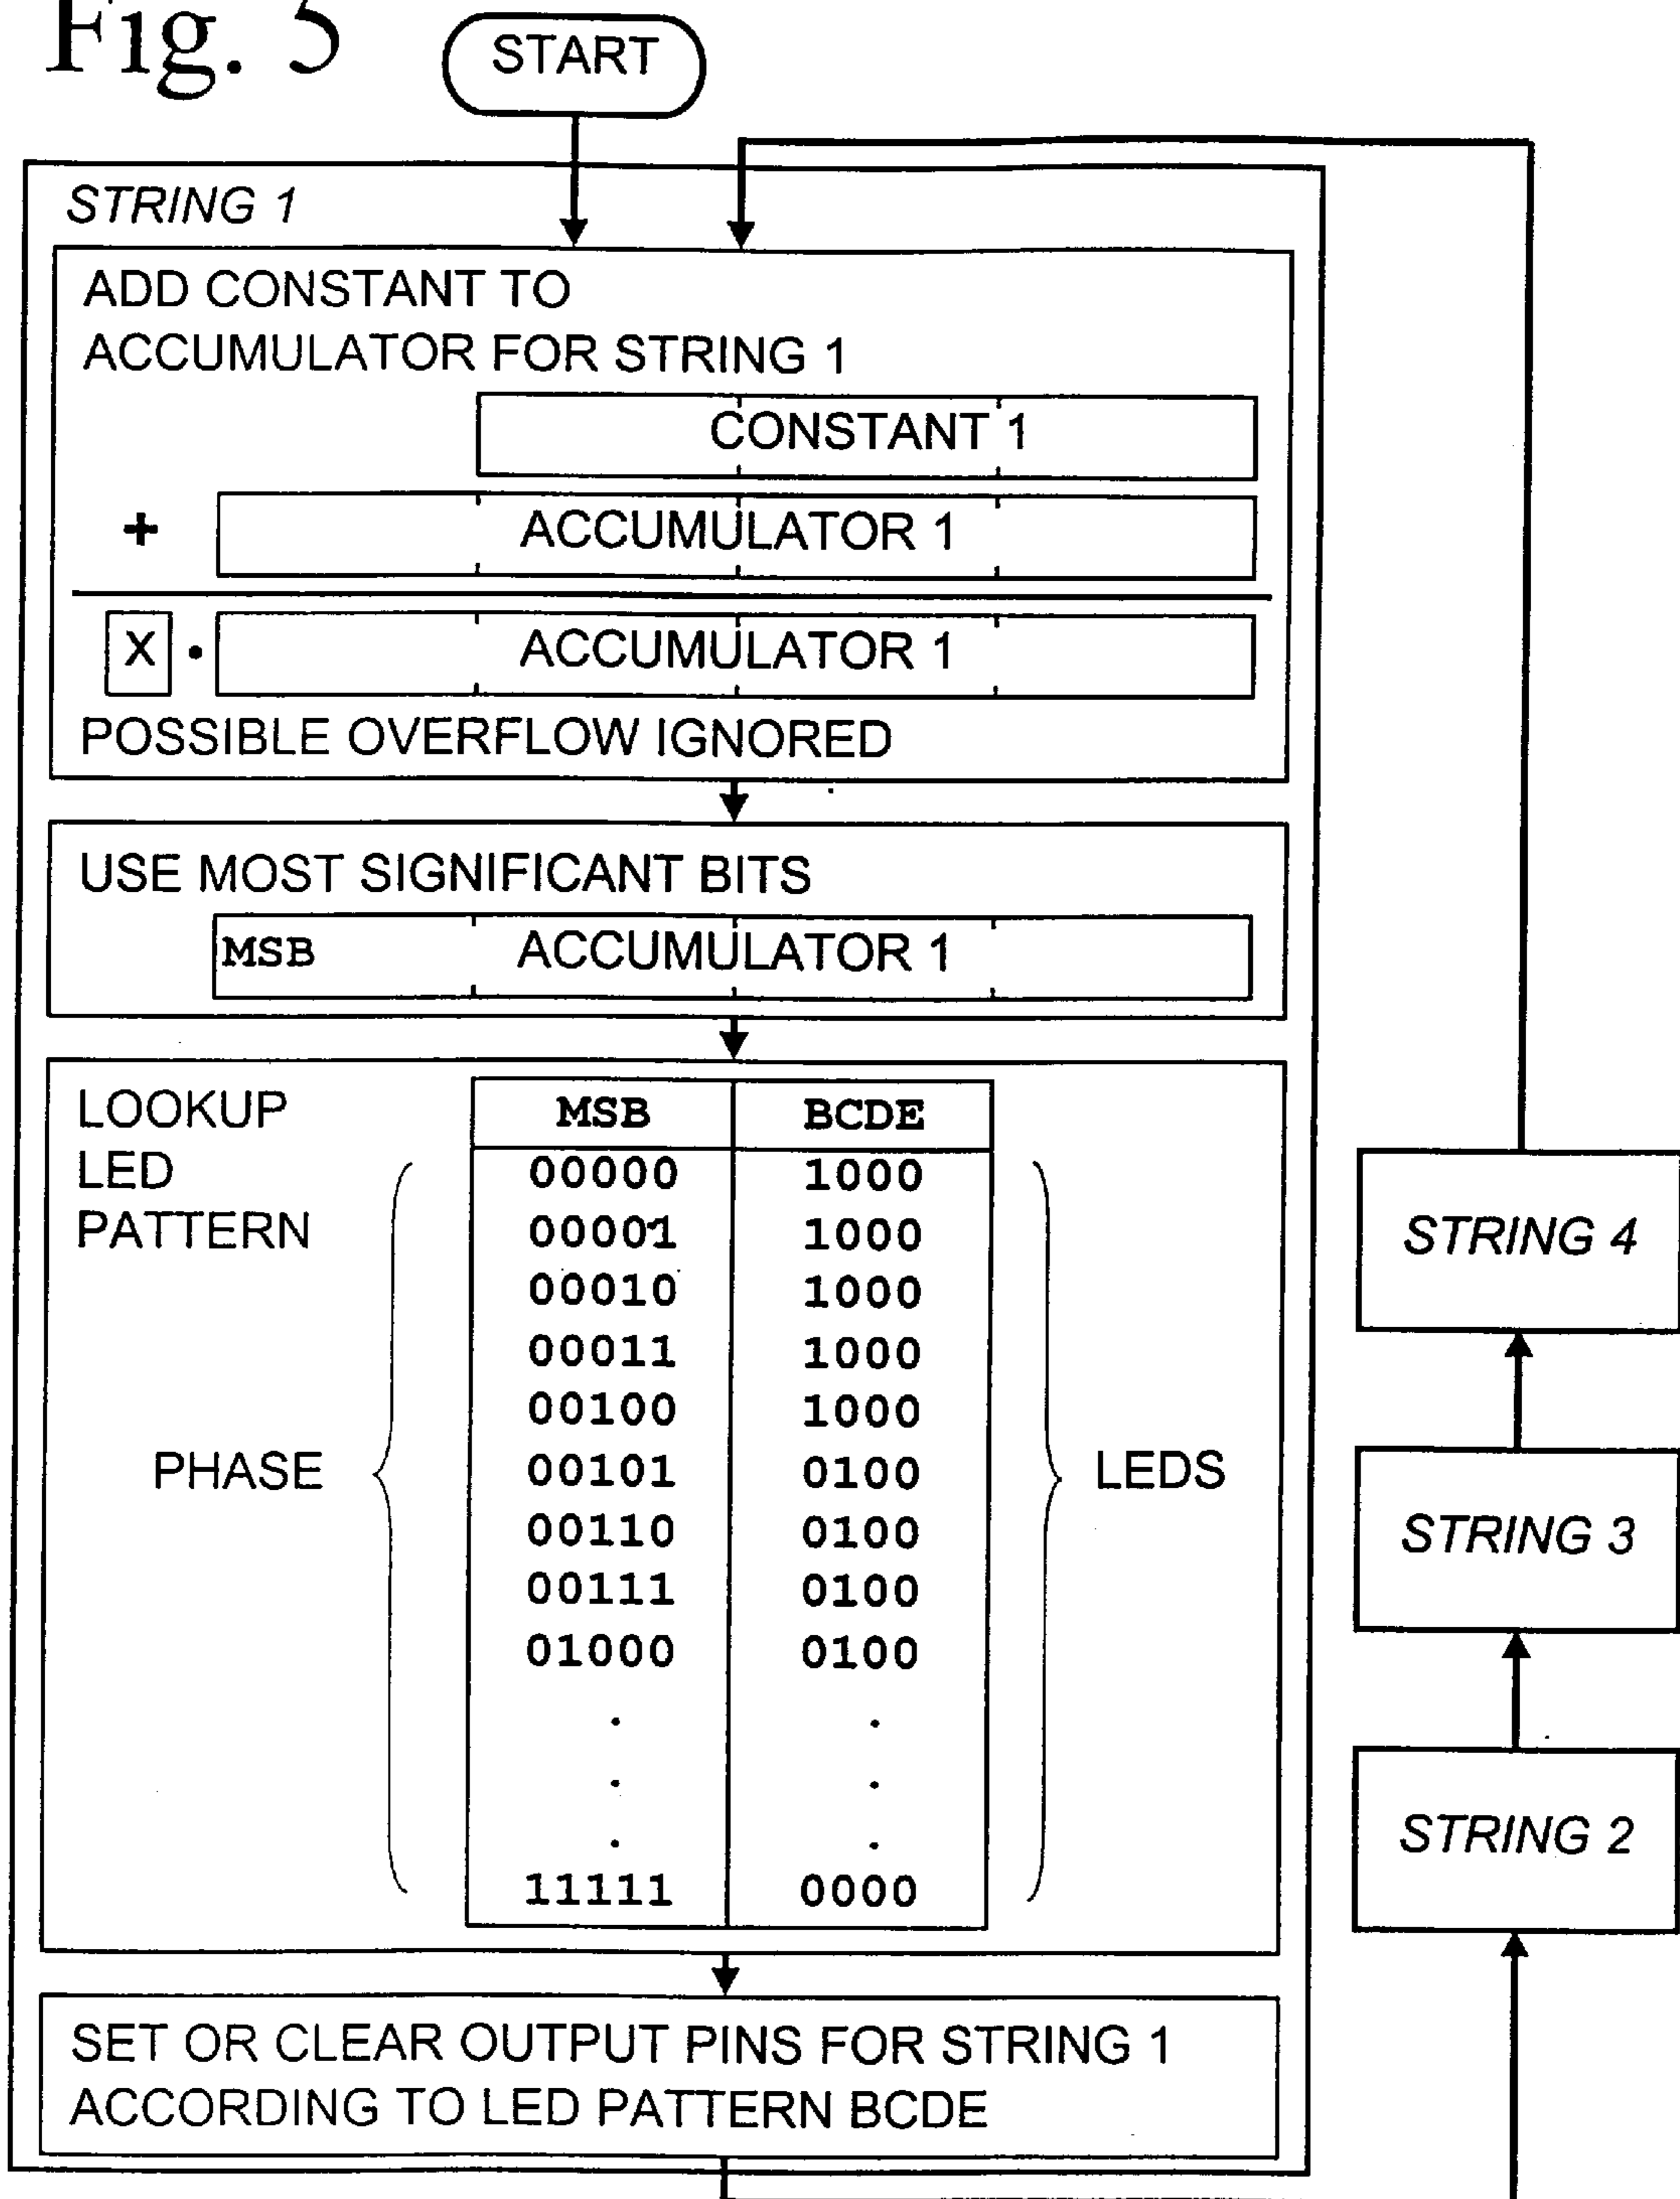 Fig. 5
START
STRING 1
ADD CONSTANT TO
ACCUMULATOR FOR STRING 1
CONSTANT 1
+ ACCUMULATOR 1
X • ACCUMULATOR 1
POSSIBLE OVERFLOW IGNORED
USE MOST SIGNIFICANT BITS
MSB ACCUMULATOR 1
LOOKUP
LED
PATTERN
MSB BCDE
00000 1000
00001 1000
00010 1000
00011 1000
00100 1000
00101 0100
00110 0100
00111 0100
01000 0100
. .
. .
. .
11111 0000
PHASE
LEDS
SET OR CLEAR OUTPUT PINS FOR STRING 1
ACCORDING TO LED PATTERN BCDE
STRING 4
STRING 3
STRING 2